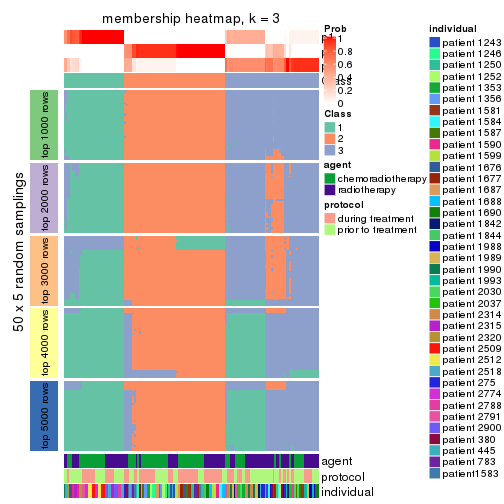 membership heatmap, k = 3
50 x 5 random samplings
top 1000 rows
top 2000 rows
top 3000 rows
top 4000 rows
top 5000 rows
agent
protocol
individual
Prob
1
0.8
0.6
0.4
0.2
0
Class
1
2
3
agent
chemoradiotherapy
radiotherapy
protocol
during treatment
prior to treatment
individual
patient 1243
patient 1246
patient 1250
patient 1252
patient 1353
patient 1356
patient 1581
patient 1584
patient 1587
patient 1590
patient 1599
patient 1676
patient 1677
patient 1687
patient 1688
patient 1690
patient 1842
patient 1844
patient 1988
patient 1989
patient 1990
patient 1993
patient 2030
patient 2037
patient 2314
patient 2315
patient 2320
patient 2509
patient 2512
patient 2518
patient 275
patient 2774
patient 2788
patient 2791
patient 2900
patient 380
patient 445
patient 783
patient1583